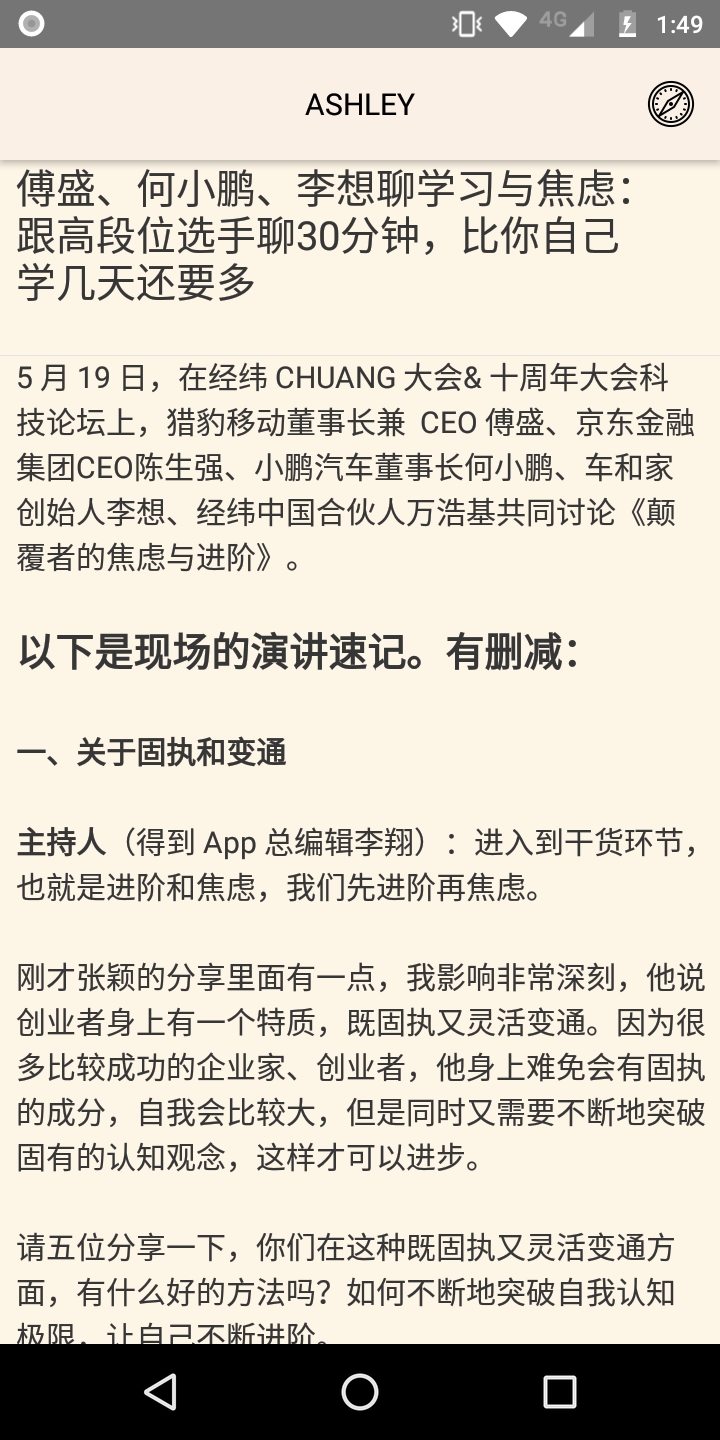 4G 1:49
ASHLEY
傅盛、何小鹏、李想聊学习与焦虑：
跟高段位选手聊30分钟，比你自己
学几天还要多
5 月 19 日，在经纬 CHUANG 大会& 十周年大会科
技论坛上，猎豹移动董事长兼 CEO 傅盛、京东金融
集团CEO陈生强、小鹏汽车董事长何小鹏、车和家
创始人李想、经纬中国合伙人万浩基共同讨论《颠
覆者的焦虑与进阶》。
以下是现场的演讲速记。有删减：
一、关于固执和变通
主持人（得到 App 总编辑李翔）：进入到干货环节，
也就是进阶和焦虑，我们先进阶再焦虑。
刚才张颖的分享里面有一点，我影响非常深刻，他说
创业者身上有一个特质，既固执又灵活变通。因为很
多比较成功的企业家、创业者，他身上难免会有固执
的成分，自我会比较大，但是同时又需要不断地突破
固有的认知观念，这样才可以进步。
请五位分享一下，你们在这种既固执又灵活变通方
面，有什么好的方法吗？如何不断地突破自我认知
极限，让自己不断进阶。